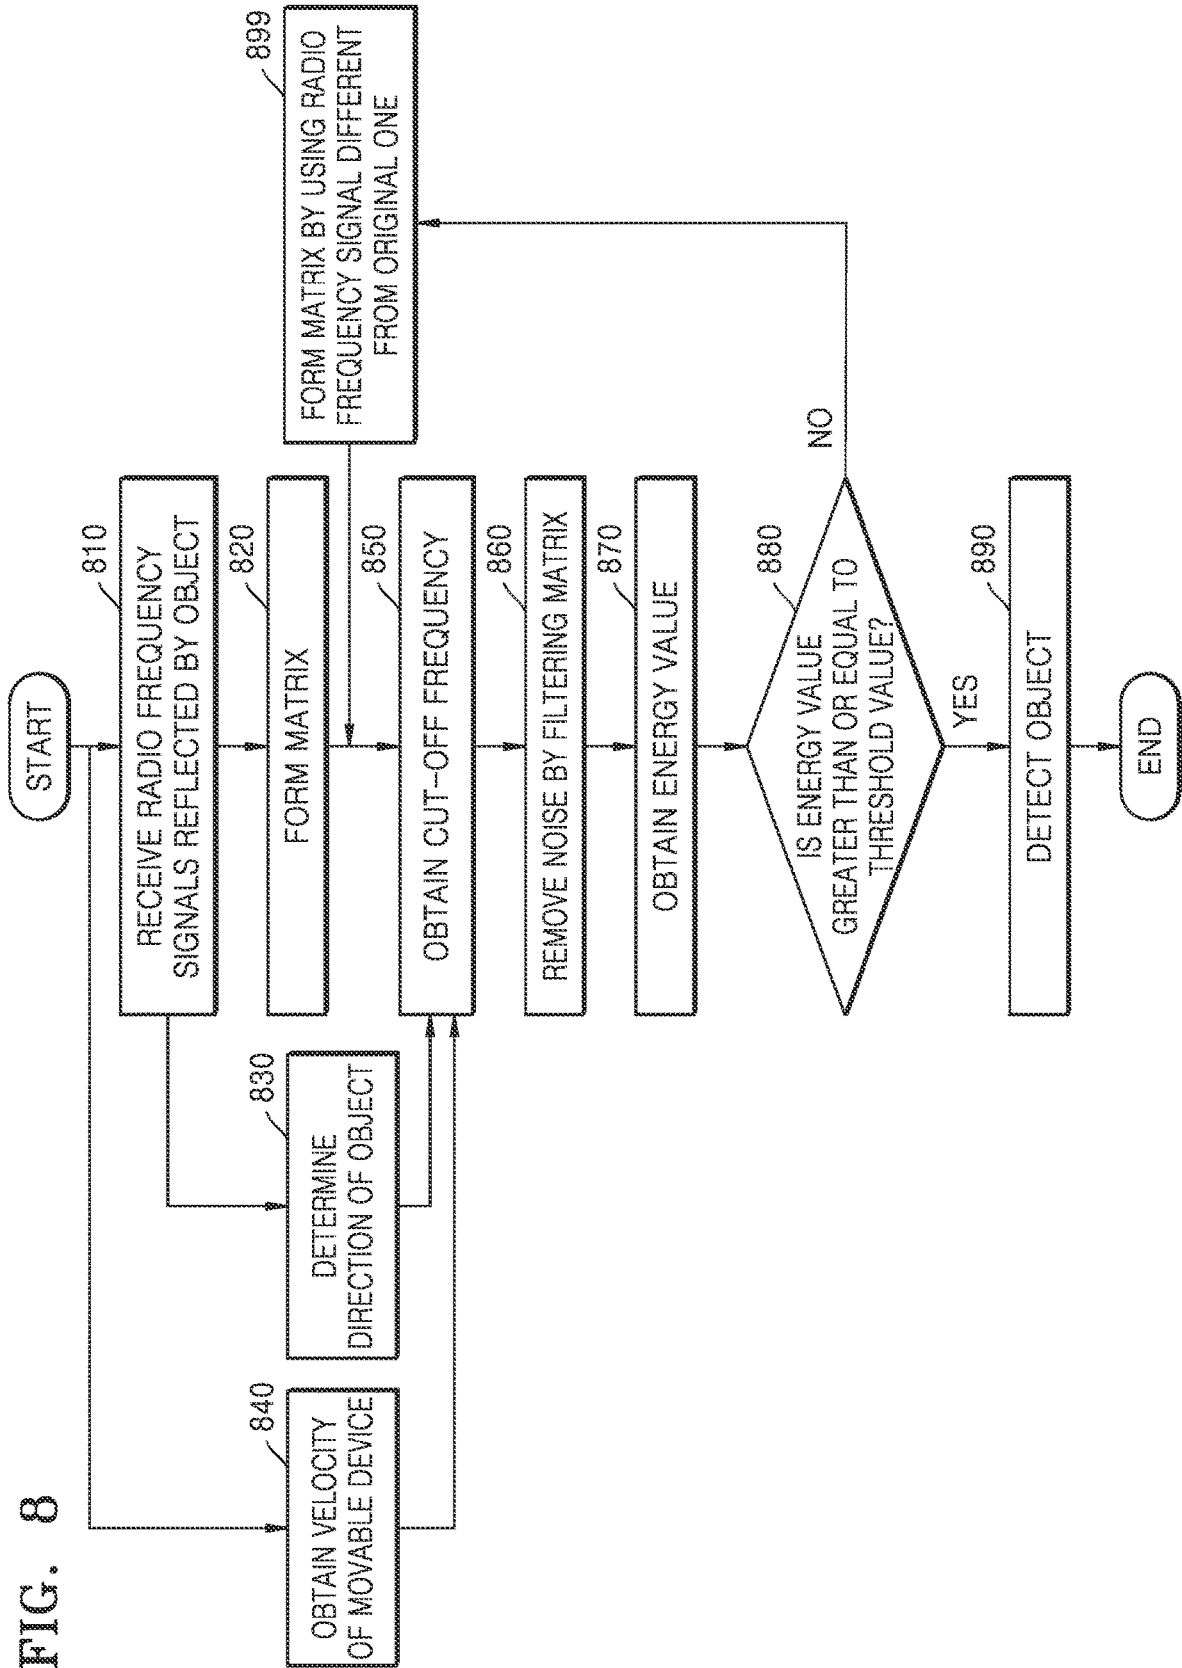 FIG. 8
START
810
RECEIVE RADIO FREQUENCY
SIGNALS REFLECTED BY OBJECT
820
FORM MATRIX
830
DETERMINE
DIRECTION OF OBJECT
840
OBTAIN VELOCITY
OF MOVABLE DEVICE
899
FORM MATRIX BY USING RADIO
FREQUENCY SIGNAL DIFFERENT
FROM ORIGINAL ONE
850
OBTAIN CUT-OFF FREQUENCY
860
REMOVE NOISE BY FILTERING MATRIX
870
OBTAIN ENERGY VALUE
880
IS ENERGY VALUE
GREATER THAN OR EQUAL TO
THRESHOLD VALUE?
NO
YES
890
DETECT OBJECT
END